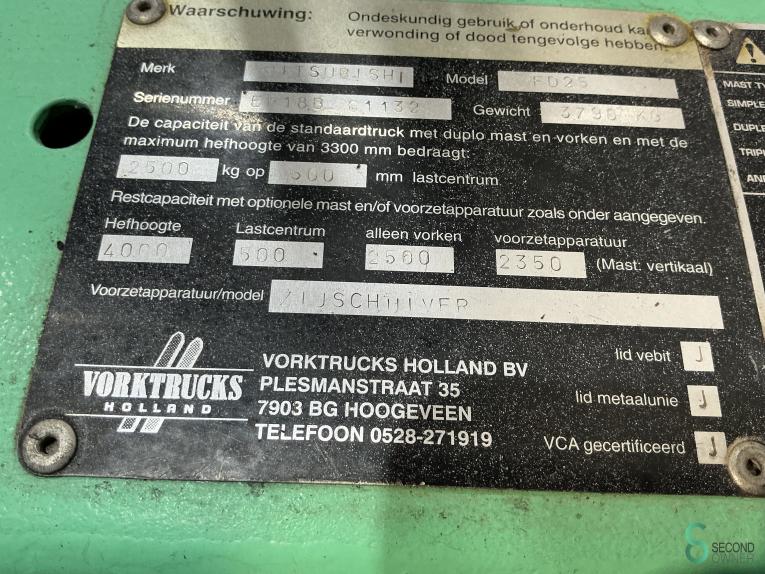 Waarschuwing: Ondeskundig gebruik of onderhoud kan
verwonding of dood tengevolge hebben.
Merk MITSUBISHI Model FD25
Serienummer Gewicht 3790 KG
De capaciteit van de standaardtruck met duplo mast en vorken en met de
maximum hefhoogte van 3300 mm bedraagt:
2500 kg op 500 mm lastcentrum
Restcapaciteit met optionele mast en/of voorzetapparatuur zoals onder aangegeven.
Hefhoogte Lastcentrum alleen vorken voorzetapparatuur
4000 500 2500 2350 (Mast: vertikaal)
Voorzetapparatuur/model ZIJSCHUIVER
VORKTRUCKS
HOLLAND
VORKTRUCKS HOLLAND BV
PLESMANSTRAAT 35
7903 BG HOOGEVEEN
TELEFOON 0528-271919
lid vebit J
lid metaalunie J
VCA gecertificeerd J
MAST
SIMPLE
DUPLE
TRIPL
SECOND
OWNER